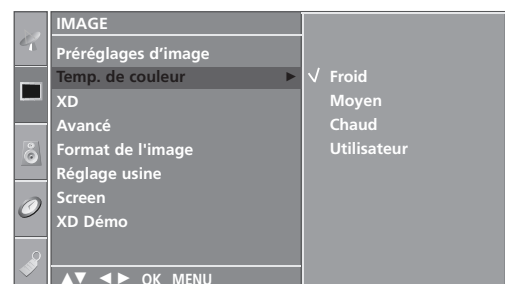 IMAGE
Préréglages d’image
Temp. de couleur ►
XD
Avancé
Format de l'image
Réglage usine
Screen
XD Démo
▲▼ ◄► OK MENU
√ Froid
Moyen
Chaud
Utilisateur